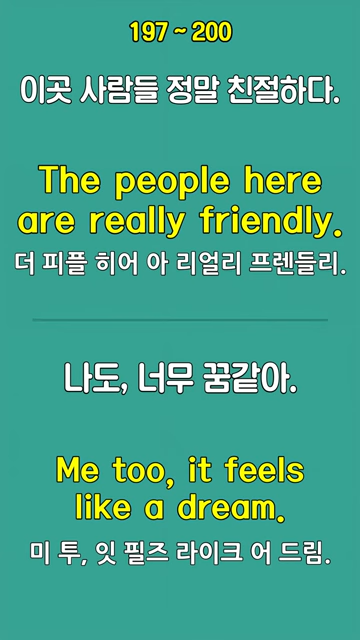 197 ~ 200
이곳 사람들 정말 친절하다.
The people here
are really friendly.
더 피플 히어 아 리얼리 프렌들리.
나도, 너무 꿈같아.
Me too, it feels
like a dream.
미 투, 잇 필즈 라이크 어 드림.